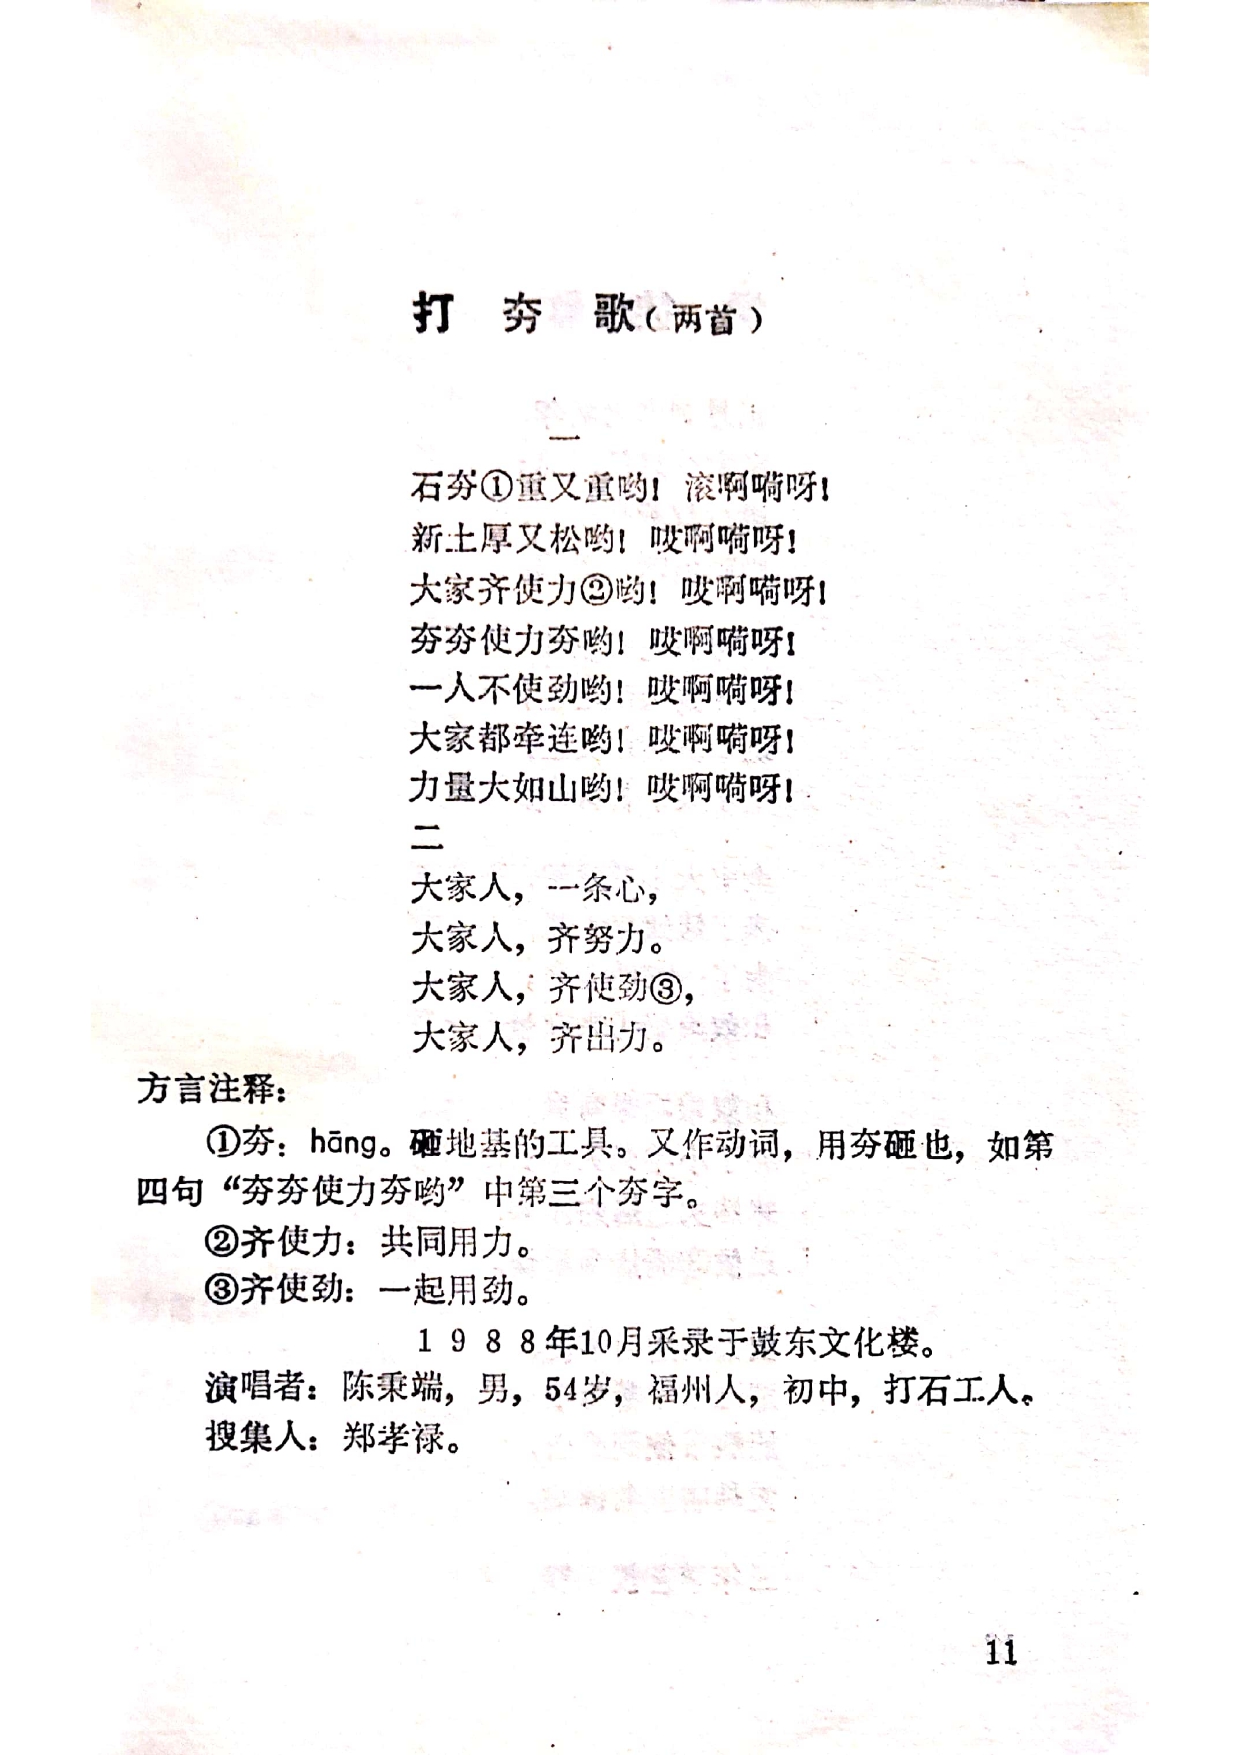 打 夯 歌（两首）
一
石夯①重又重哟！滚啊嗬呀！
新土厚又松哟！哎啊嗬呀！
大家齐使力②哟！哎啊嗬呀！
夯夯使力夯哟！哎啊嗬呀！
一人不使劲哟！哎啊嗬呀！
大家都牵连哟！哎啊嗬呀！
力量大如山哟！哎啊嗬呀！
二
大家人，一条心，
大家人，齐努力。
大家人，齐使劲③，
大家人，齐出力。
方言注释：
①夯：hāng。砸地基的工具。又作动词，用夯砸也，如第
四句“夯夯使力夯哟”中第三个夯字。
②齐使力：共同用力。
③齐使劲：一起用劲。
1988年10月采录于鼓东文化楼。
演唱者：陈秉端，男，54岁，福州人，初中，打石工人。
搜集人：郑孝禄。
11